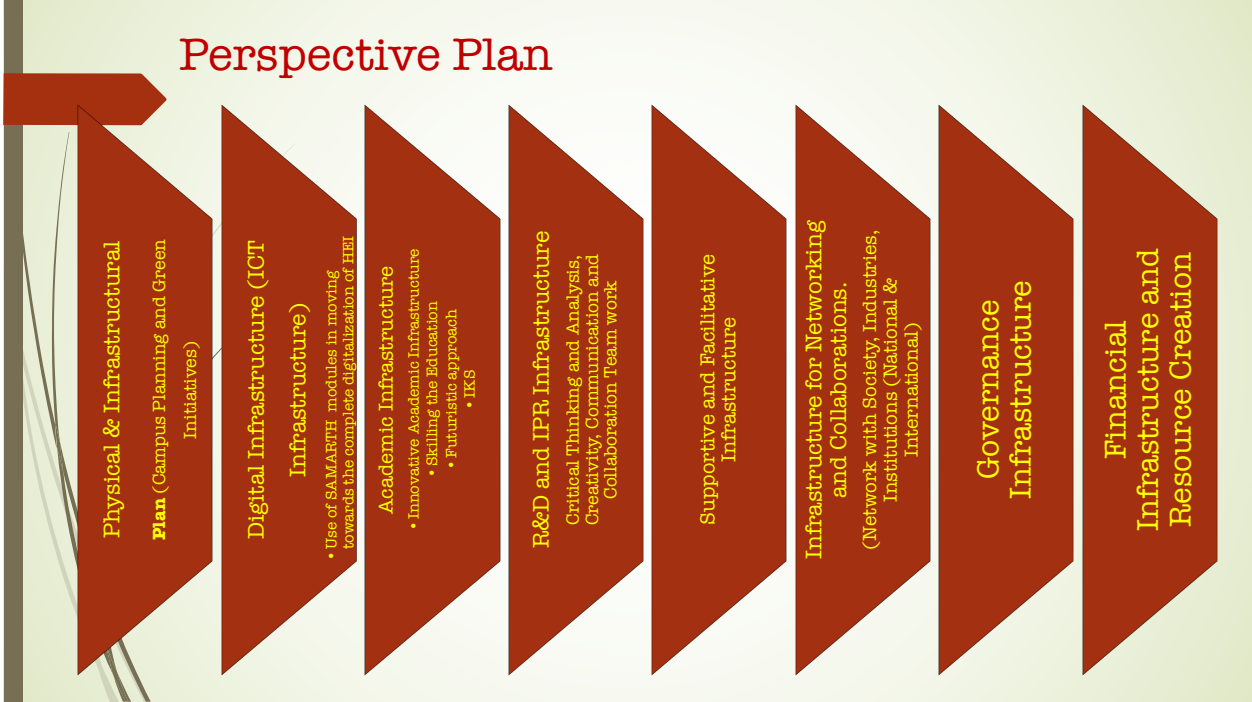 Perspective Plan
Physical & Infrastructural
Plan (Campus Planning and Green
Initiatives)
Digital Infrastructure (ICT
Infrastructure)
• Use of SAMARTH modules in moving
towards the complete digitalization of HEI
Academic Infrastructure
• Innovative Academic Infrastructure
• Skilling the Education
• Futuristic approach
• IKS
R&D and IPR Infrastructure
Critical Thinking and Analysis,
Creativity, Communication and
Collaboration Team work
Supportive and Facilitative
Infrastructure
Infrastructure for Networking
and Collaborations.
(Network with Society, Industries,
Institutions (National &
International)
Governance
Infrastructure
Financial
Infrastructure and
Resource Creation